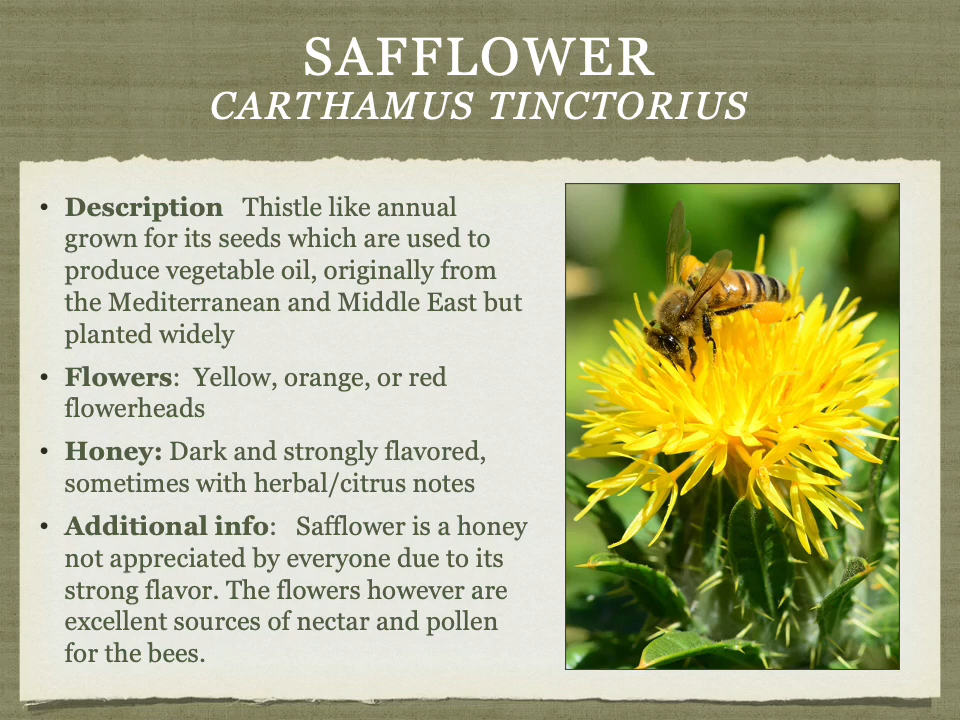 SAFFLOWER
CARTHAMUS TINCTORIUS
• Description   Thistle like annual
grown for its seeds which are used to
produce vegetable oil, originally from
the Mediterranean and Middle East but
planted widely
• Flowers:  Yellow, orange, or red
flowerheads
• Honey: Dark and strongly flavored,
sometimes with herbal/citrus notes
• Additional info:   Safflower is a honey
not appreciated by everyone due to its
strong flavor. The flowers however are
excellent sources of nectar and pollen
for the bees.